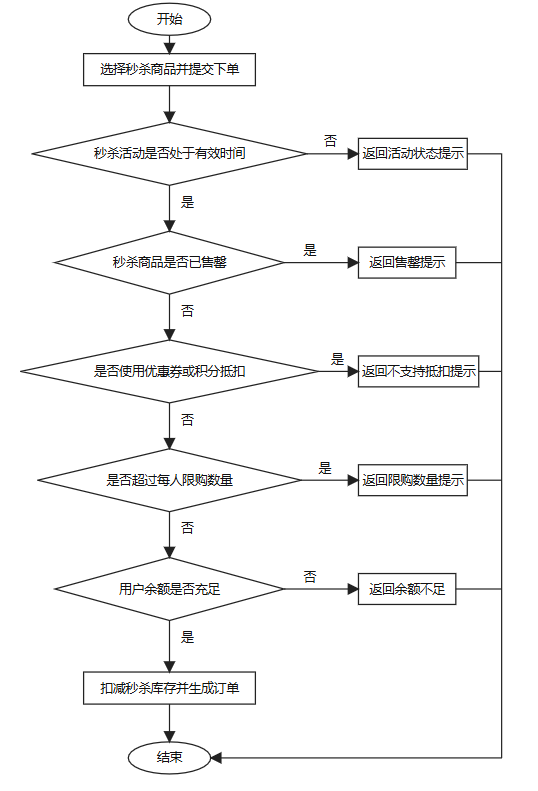 开始
选择秒杀商品并提交下单
秒杀活动是否处于有效时间
否
返回活动状态提示
是
秒杀商品是否已售罄
是
返回售罄提示
否
是否使用优惠券或积分抵扣
是
返回不支持抵扣提示
否
是否超过每人限购数量
是
返回限购数量提示
否
用户余额是否充足
否
返回余额不足
是
扣减秒杀库存并生成订单
结束